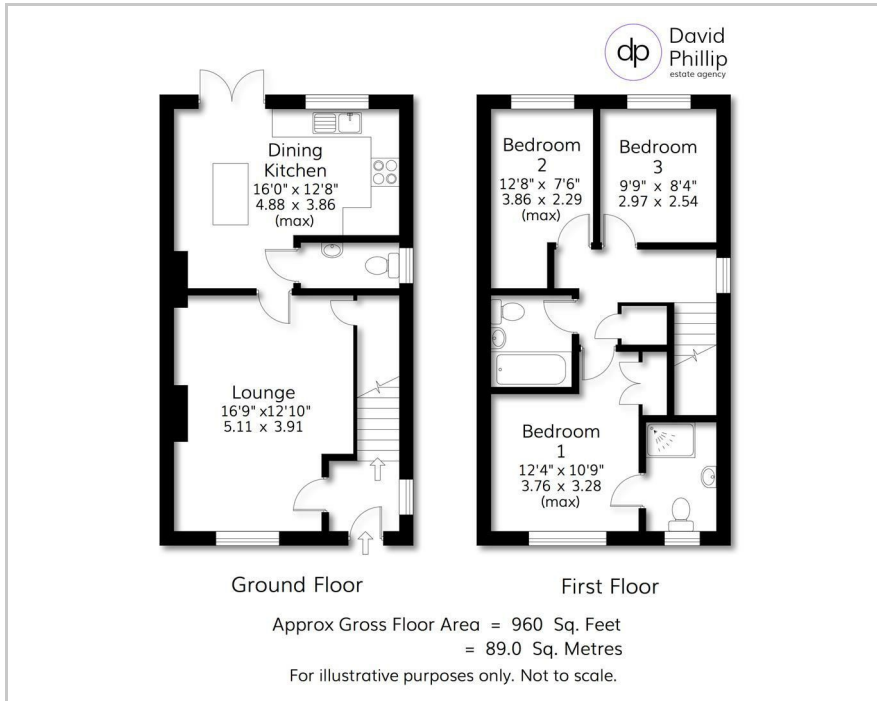 dp
David
Phillip
estate agency
Dining
Kitchen
16'0" x 12'8"
4.88 x 3.86
(max)
Lounge
16'9" x12'10"
5.11 x 3.91
Bedroom
2
12'8" x 7'6"
3.86 x 2.29
(max)
Bedroom
3
9'9" x 8'4"
2.97 x 2.54
Bedroom
1
12'4" x 10'9"
3.76 x 3.28
(max)
Ground Floor
First Floor
Approx Gross Floor Area = 960 Sq. Feet
= 89.0 Sq. Metres
For illustrative purposes only. Not to scale.